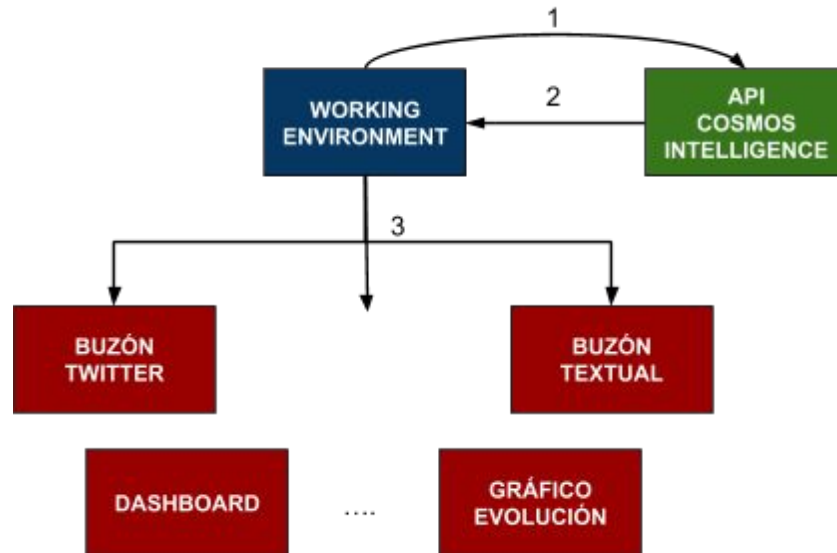 1
WORKING
ENVIRONMENT
2
API
COSMOS
INTELLIGENCE
3
BUZÓN
TWITTER
BUZÓN
TEXTUAL
DASHBOARD
....
GRÁFICO
EVOLUCIÓN